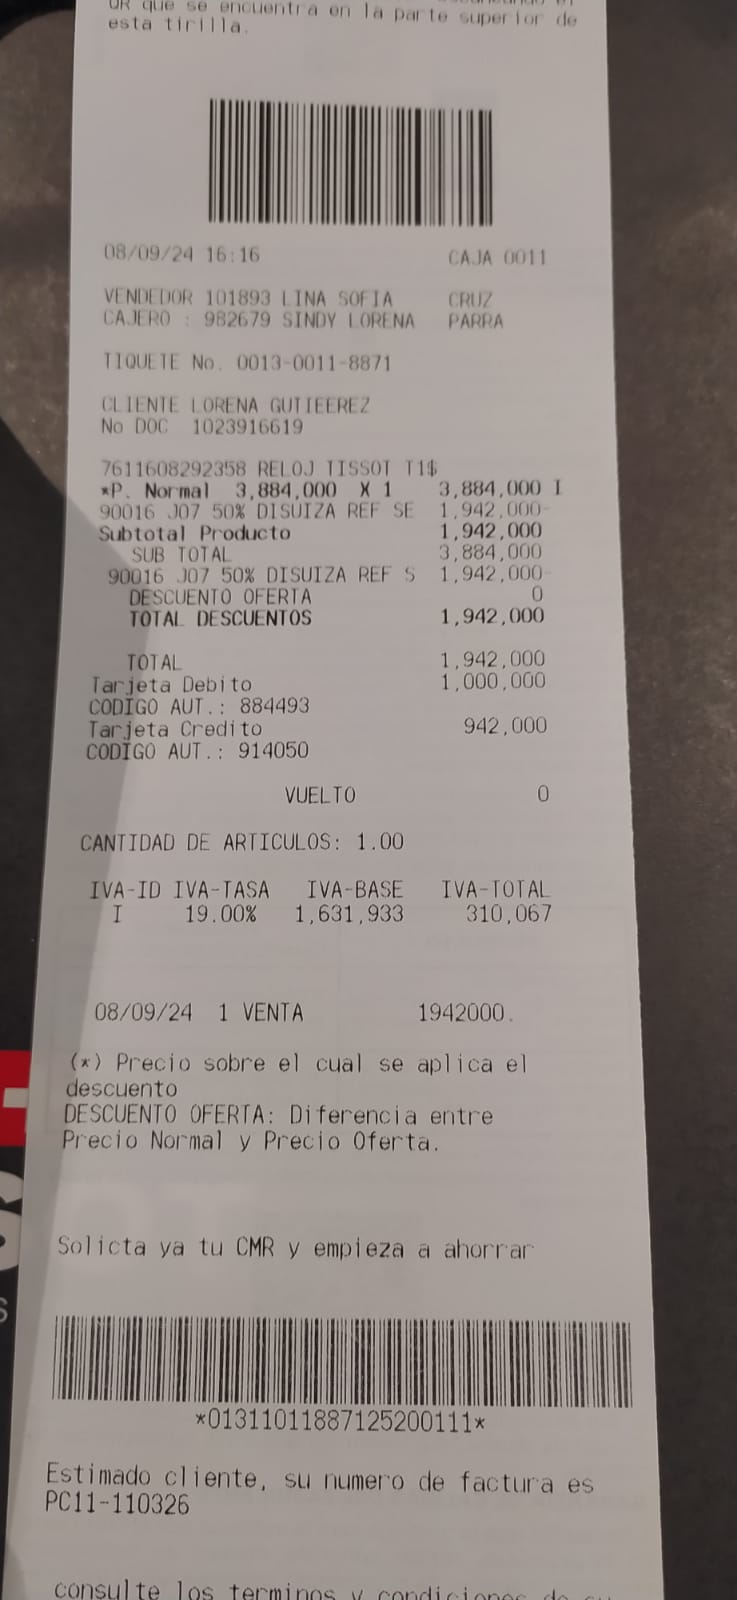 QR que se encuentra en la parte superior de
esta tirilla.
08/09/24 16:16 CAJA 0011
VENDEDOR 101893 LINA SOFIA CRUZ
CAJERO : 982679 SINDY LORENA PARRA
TIQUETE No. 0013-0011-8871
CLIENTE LORENA GUTIEEREZ
No DOC 1023916619
7611608292358 RELOJ TISSOT T1$
*P. Normal 3,884,000 X 1 3,884,000 I
90016 J07 50% DISUIZA REF SE 1,942,000-
Subtotal Producto 1,942,000
SUB TOTAL 3,884,000
90016 J07 50% DISUIZA REF S 1,942,000-
DESCUENTO OFERTA 0
TOTAL DESCUENTOS 1,942,000
TOTAL 1,942,000
Tarjeta Debito 1,000,000
CODIGO AUT.: 884493
Tarjeta Credito 942,000
CODIGO AUT.: 914050
VUELTO 0
CANTIDAD DE ARTICULOS: 1.00
IVA-ID IVA-TASA IVA-BASE IVA-TOTAL
I 19.00% 1,631,933 310,067
08/09/24 1 VENTA 1942000.
(*) Precio sobre el cual se aplica el
descuento
DESCUENTO OFERTA: Diferencia entre
Precio Normal y Precio Oferta.
Solicta ya tu CMR y empieza a ahorrar
*01311011887125200111*
Estimado cliente, su numero de factura es
PC11-110326
consulte los terminos y condiciones de su